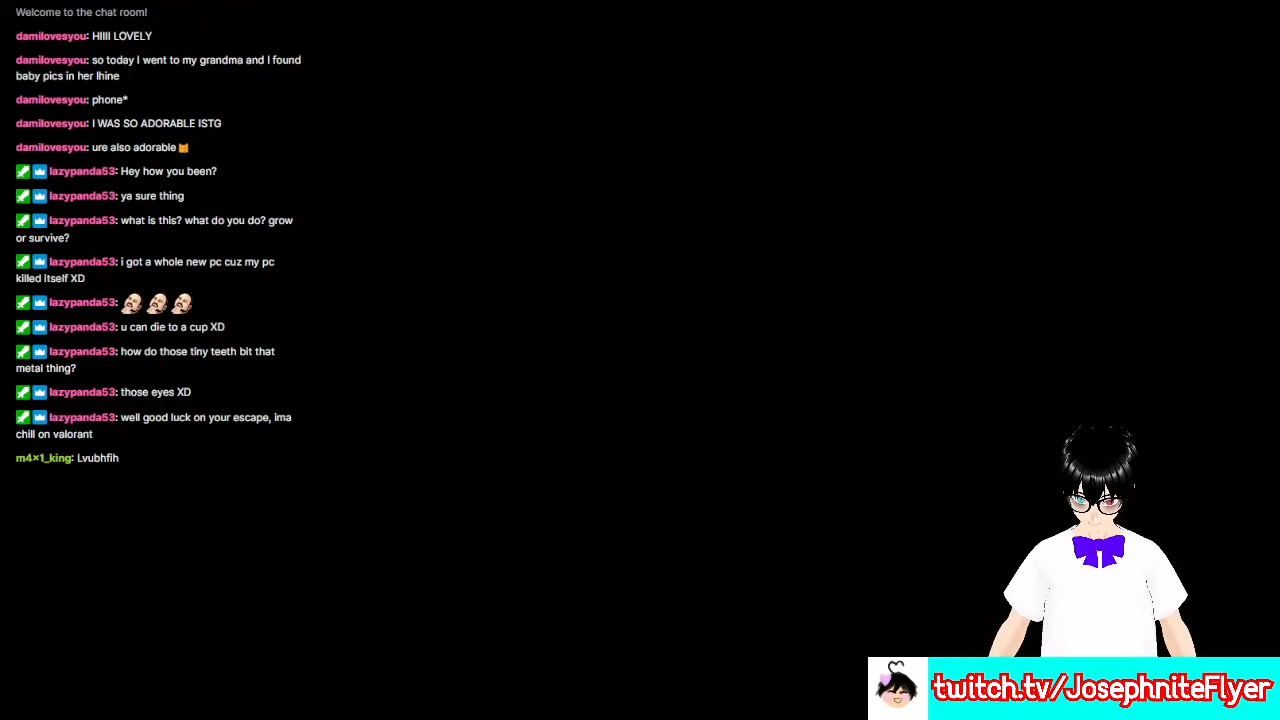 Welcome to the chat room!
damilovesyou: HIIII LOVELY
damilovesyou: so today I went to my grandma and I found
baby pics in her lhine
damilovesyou: phone*
damilovesyou: I WAS SO ADORABLE ISTG
damilovesyou: ure also adorable
lazypanda53: Hey how you been?
lazypanda53: ya sure thing
lazypanda53: what is this? what do you do? grow
or survive?
lazypanda53: i got a whole new pc cuz my pc
killed itself XD
lazypanda53:
lazypanda53: u can die to a cup XD
lazypanda53: how do those tiny teeth bit that
metal thing?
lazypanda53: those eyes XD
lazypanda53: well good luck on your escape, ima
chill on valorant
m4x1_king: Lvubhfih
twitch.tv/JosephniteFlyer